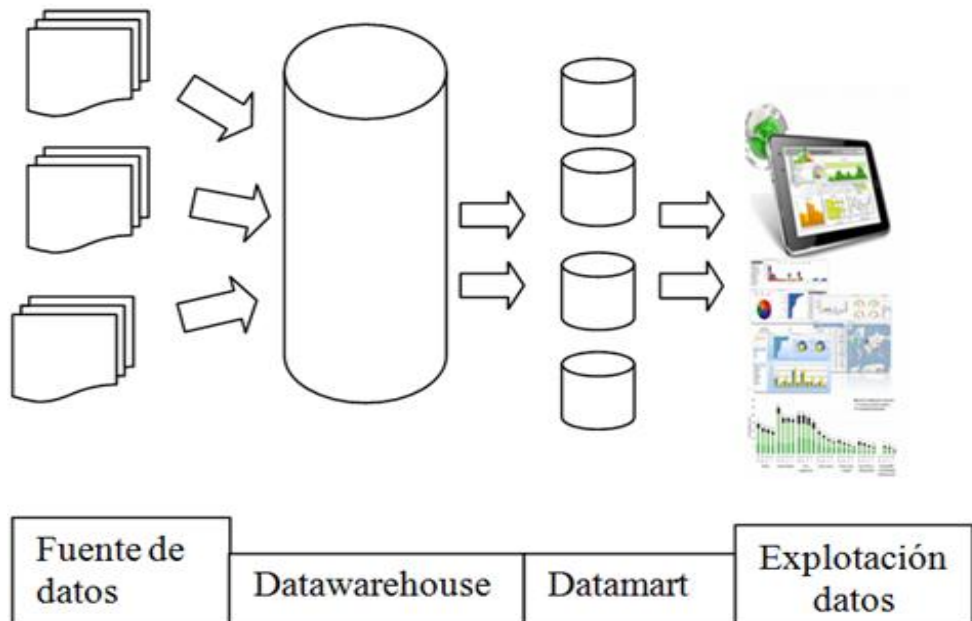 Fuente de
datos
Datawarehouse
Datamart
Explotación
datos